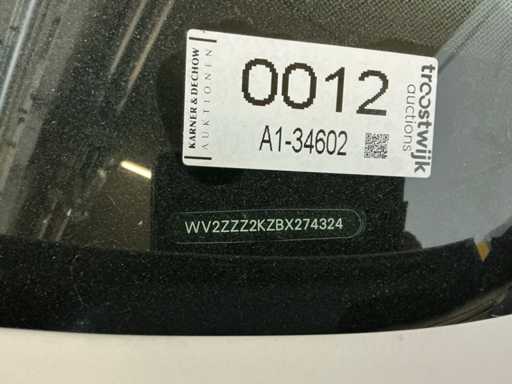 KARNER & DECHOW
AUKTIONEN
0012
A1-34602
troostwijk
auctions
WV2ZZZ2KZBX274324